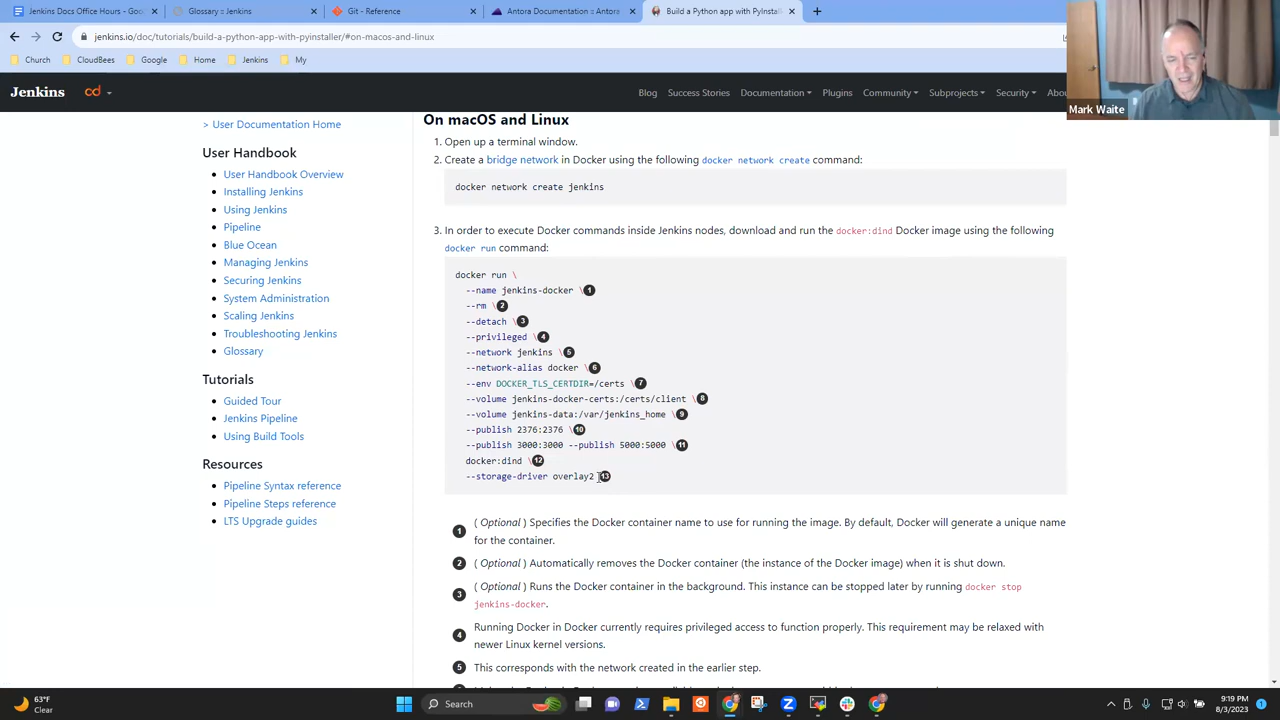 Jenkins Docs Office Hours - Goo
Glossary :: Jenkins
Git - Reference
Antora Documentation :: Antora
Build a Python app with PyInstall
jenkins.io/doc/tutorials/build-a-python-app-with-pyinstaller/#on-macos-and-linux
Church
CloudBees
Google
Home
Jenkins
My
Mark Waite
Jenkins
cd
Blog
Success Stories
Documentation
Plugins
Community
Subprojects
Security
Abou
> User Documentation Home
User Handbook
User Handbook Overview
Installing Jenkins
Using Jenkins
Pipeline
Blue Ocean
Managing Jenkins
Securing Jenkins
System Administration
Scaling Jenkins
Troubleshooting Jenkins
Glossary
Tutorials
Guided Tour
Jenkins Pipeline
Using Build Tools
Resources
Pipeline Syntax reference
Pipeline Steps reference
LTS Upgrade guides
On macOS and Linux
1. Open up a terminal window.
2. Create a bridge network in Docker using the following docker network create command:
docker network create jenkins
3. In order to execute Docker commands inside Jenkins nodes, download and run the docker:dind Docker image using the following
docker run command:
docker run \
--name jenkins-docker \ 1
--rm \ 2
--detach \ 3
--privileged \ 4
--network jenkins \ 5
--network-alias docker \ 6
--env DOCKER_TLS_CERTDIR=/certs \ 7
--volume jenkins-docker-certs:/certs/client \ 8
--volume jenkins-data:/var/jenkins_home \ 9
--publish 2376:2376 \ 10
--publish 3000:3000 --publish 5000:5000 \ 11
docker:dind \ 12
--storage-driver overlay2 13
1 ( Optional ) Specifies the Docker container name to use for running the image. By default, Docker will generate a unique name
for the container.
2 ( Optional ) Automatically removes the Docker container (the instance of the Docker image) when it is shut down.
3 ( Optional ) Runs the Docker container in the background. This instance can be stopped later by running docker stop
jenkins-docker.
4 Running Docker in Docker currently requires privileged access to function properly. This requirement may be relaxed with
newer Linux kernel versions.
5 This corresponds with the network created in the earlier step.
63°F
Clear
Search
9:19 PM
8/3/2023